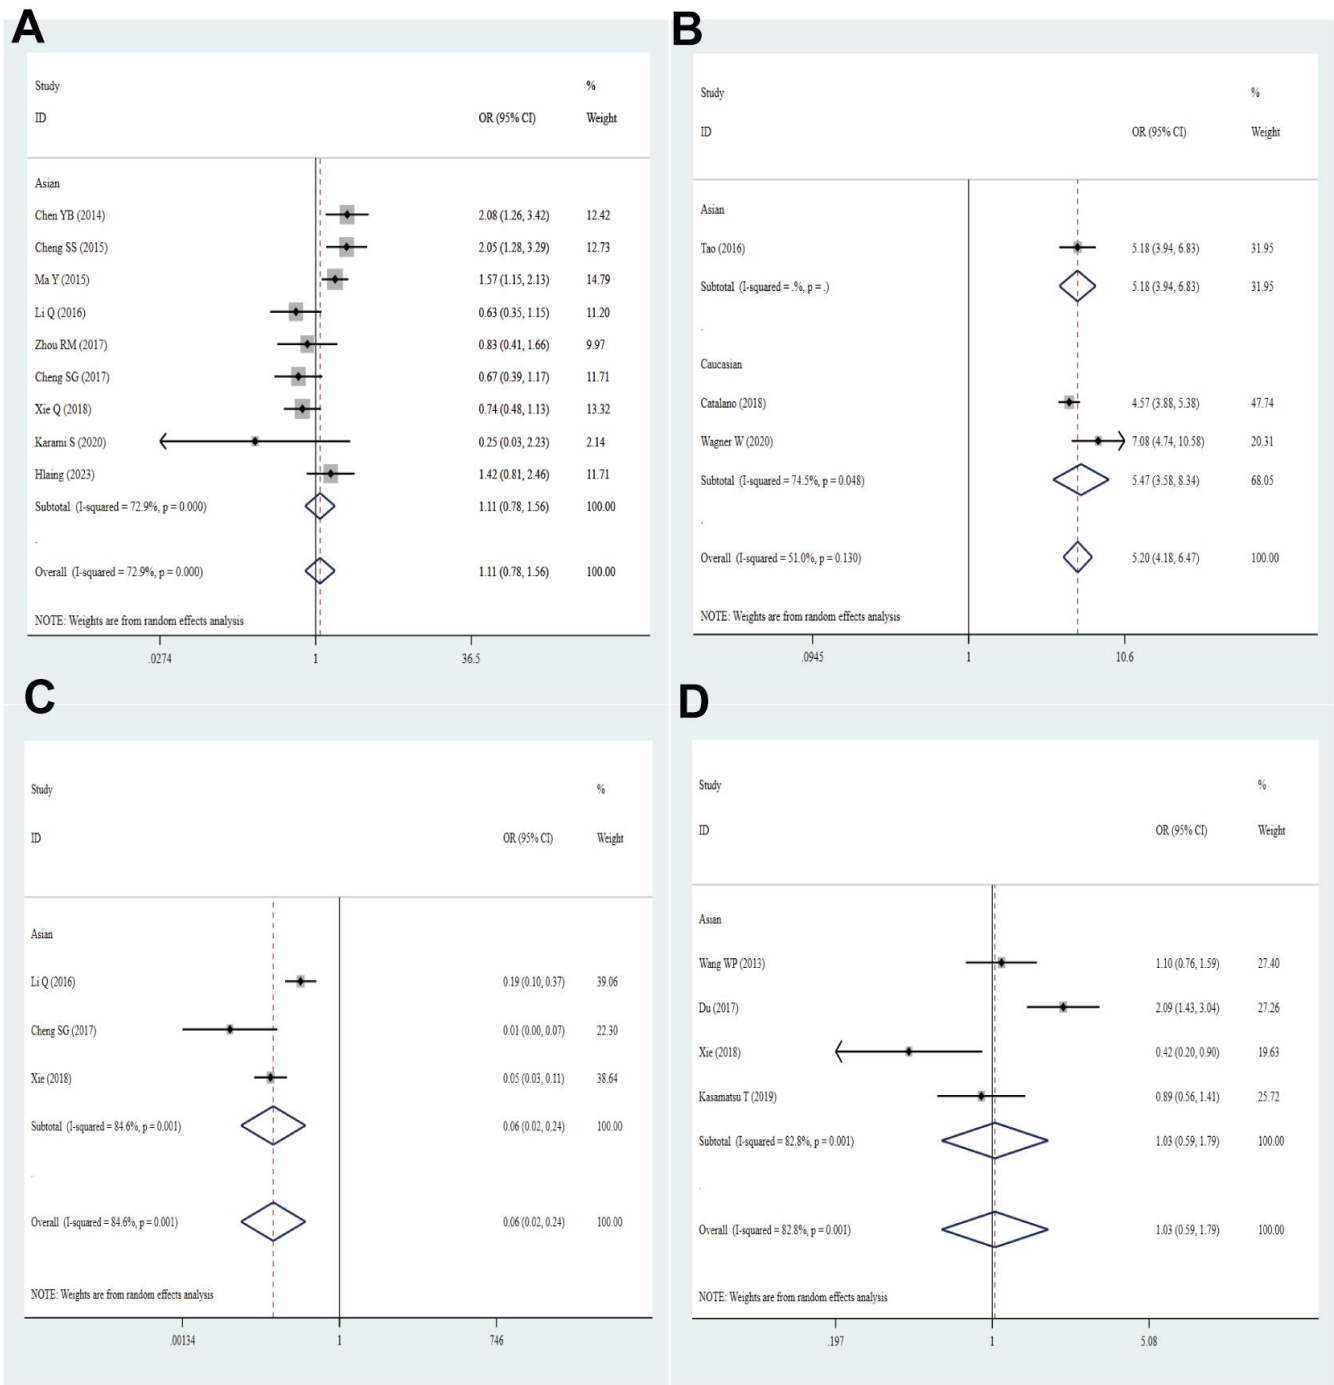 A
Study %
ID OR (95% CI) Weight
Asian
Chen YB (2014) 2.08 (1.26, 3.42) 12.42
Cheng SS (2015) 2.05 (1.28, 3.29) 12.73
Ma Y (2015) 1.57 (1.15, 2.13) 14.79
Li Q (2016) 0.63 (0.35, 1.15) 11.20
Zhou RM (2017) 0.83 (0.41, 1.66) 9.97
Cheng SG (2017) 0.67 (0.39, 1.17) 11.71
Xie Q (2018) 0.74 (0.48, 1.13) 13.32
Karami S (2020) 0.25 (0.03, 2.23) 2.14
Hlaing (2023) 1.42 (0.81, 2.46) 11.71
Subtotal (I-squared = 72.9%, p = 0.000) 1.11 (0.78, 1.56) 100.00
.
Overall (I-squared = 72.9%, p = 0.000) 1.11 (0.78, 1.56) 100.00
NOTE: Weights are from random effects analysis
.0274 1 36.5
B
Study %
ID OR (95% CI) Weight
Asian
Tao (2016) 5.18 (3.94, 6.83) 31.95
Subtotal (I-squared = .%, p = .) 5.18 (3.94, 6.83) 31.95
.
Caucasian
Catalano (2018) 4.57 (3.88, 5.38) 47.74
Wagner W (2020) 7.08 (4.74, 10.58) 20.31
Subtotal (I-squared = 74.5%, p = 0.048) 5.47 (3.58, 8.34) 68.05
.
Overall (I-squared = 51.0%, p = 0.130) 5.20 (4.18, 6.47) 100.00
NOTE: Weights are from random effects analysis
.0945 1 10.6
C
Study %
ID OR (95% CI) Weight
Asian
Li Q (2016) 0.19 (0.10, 0.37) 39.06
Cheng SG (2017) 0.01 (0.00, 0.07) 22.30
Xie (2018) 0.05 (0.03, 0.11) 38.64
Subtotal (I-squared = 84.6%, p = 0.001) 0.06 (0.02, 0.24) 100.00
.
Overall (I-squared = 84.6%, p = 0.001) 0.06 (0.02, 0.24) 100.00
NOTE: Weights are from random effects analysis
.00134 1 746
D
Study %
ID OR (95% CI) Weight
Asian
Wang WP (2013) 1.10 (0.76, 1.59) 27.40
Du (2017) 2.09 (1.43, 3.04) 27.26
Xie (2018) 0.42 (0.20, 0.90) 19.63
Kasamatsu T (2019) 0.89 (0.56, 1.41) 25.72
Subtotal (I-squared = 82.8%, p = 0.001) 1.03 (0.59, 1.79) 100.00
.
Overall (I-squared = 82.8%, p = 0.001) 1.03 (0.59, 1.79) 100.00
NOTE: Weights are from random effects analysis
.197 1 5.08